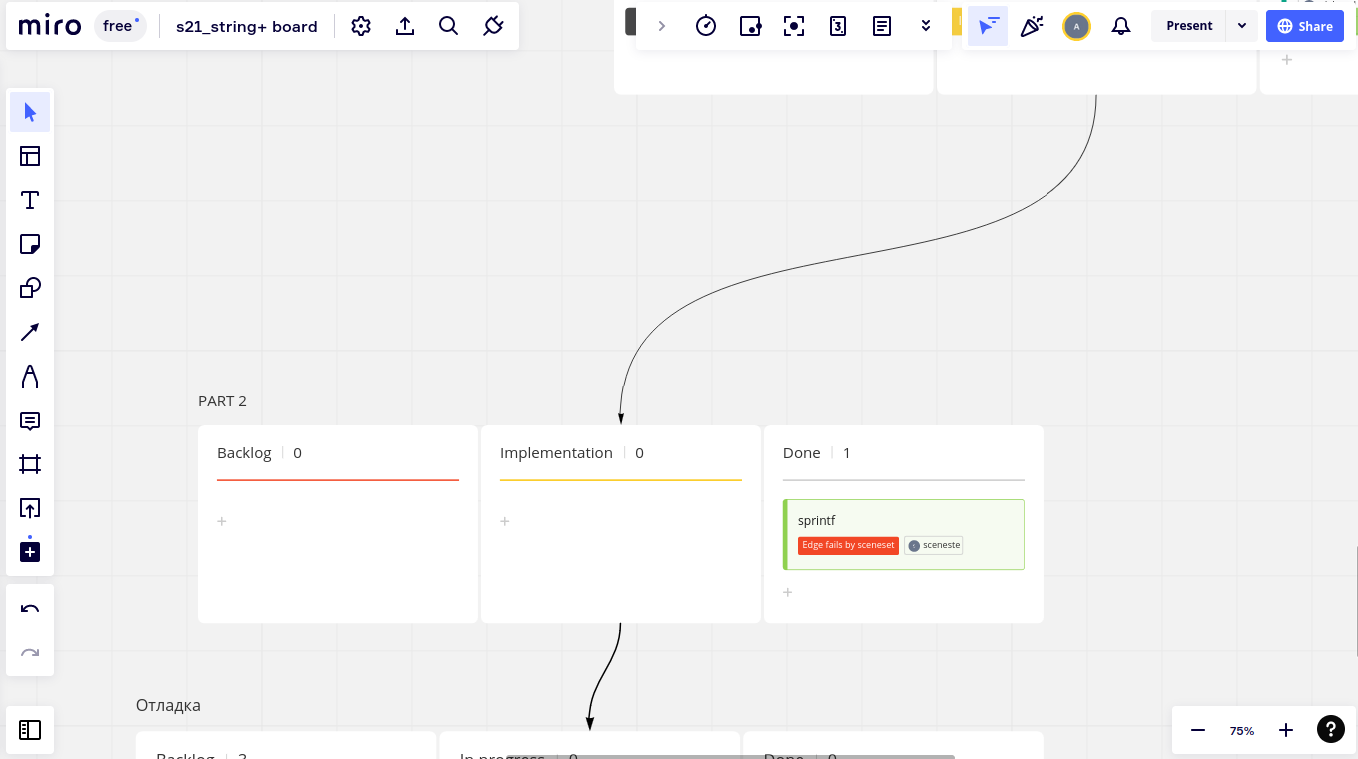 miro free s21_string+ board
3 A Present Share
PART 2
Backlog 0 Implementation 0 Done 1
sprintf
Edge fails by sceneset sceneste
Отладка
Backlog 3 In progress 0 Done 0
75% ?